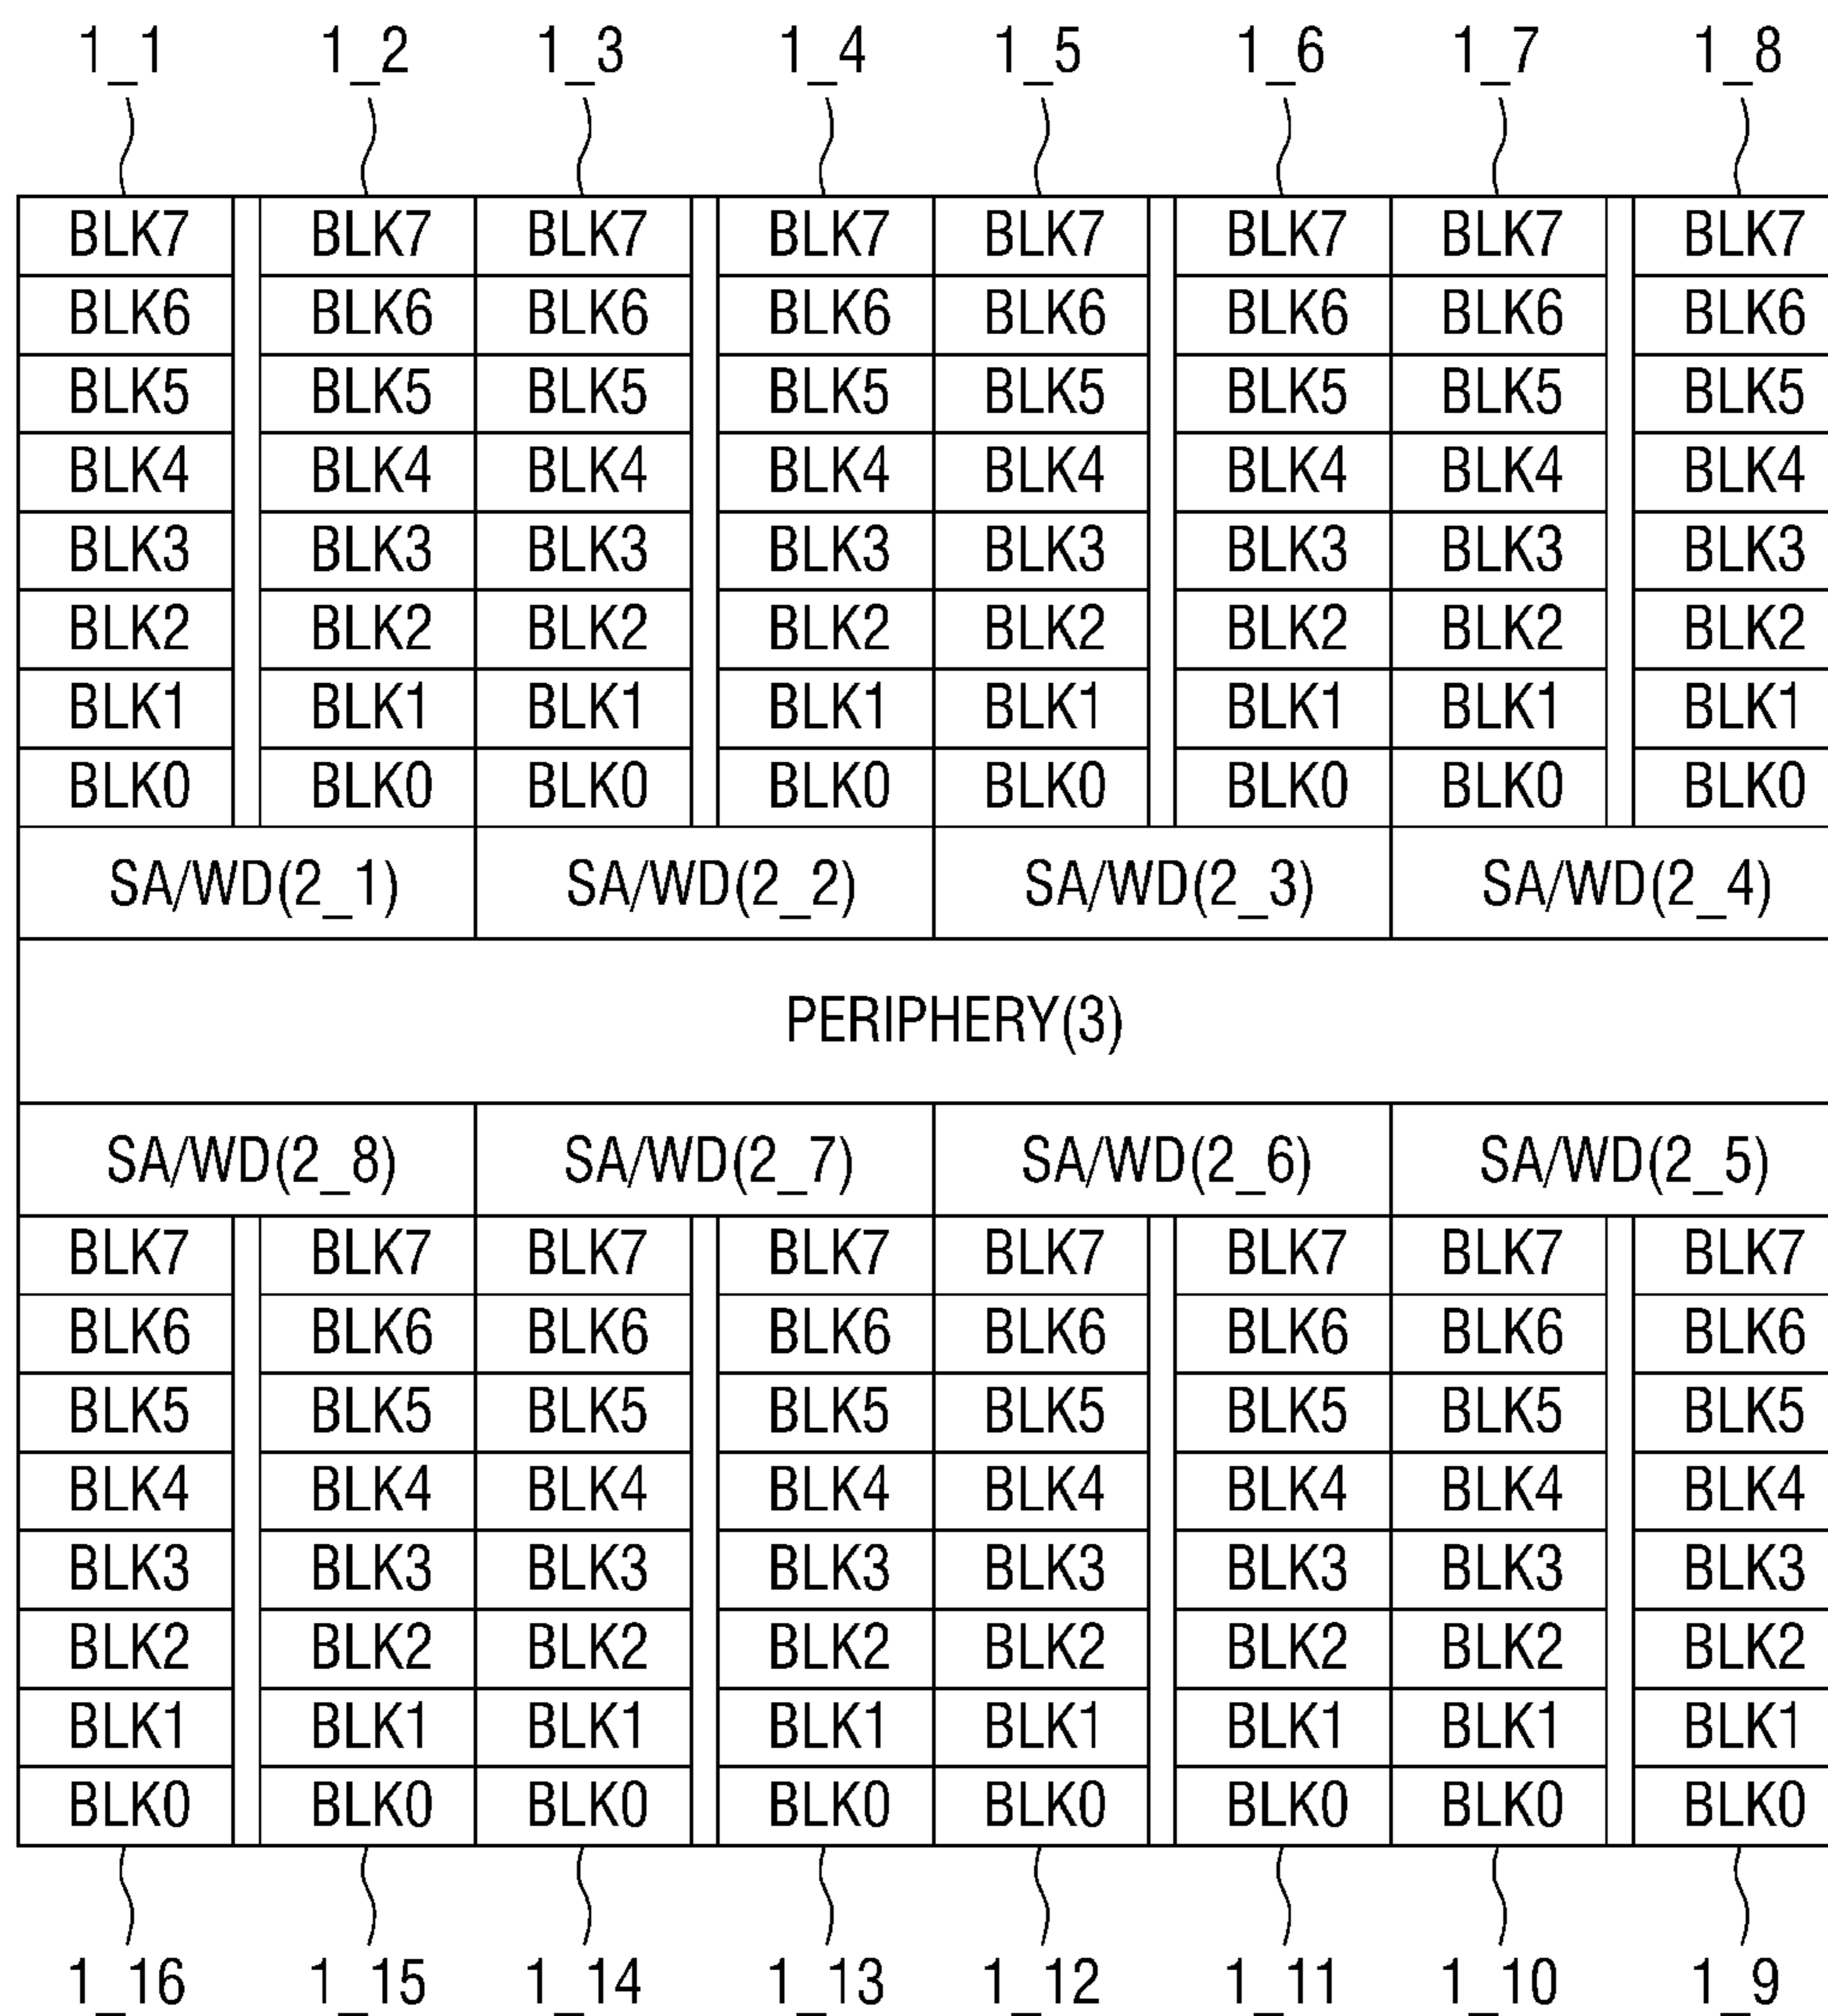 1_1 1_2 1_3 1_4 1_5 1_6 1_7 1_8
BLK7 BLK7 BLK7 BLK7 BLK7 BLK7 BLK7 BLK7
BLK6 BLK6 BLK6 BLK6 BLK6 BLK6 BLK6 BLK6
BLK5 BLK5 BLK5 BLK5 BLK5 BLK5 BLK5 BLK5
BLK4 BLK4 BLK4 BLK4 BLK4 BLK4 BLK4 BLK4
BLK3 BLK3 BLK3 BLK3 BLK3 BLK3 BLK3 BLK3
BLK2 BLK2 BLK2 BLK2 BLK2 BLK2 BLK2 BLK2
BLK1 BLK1 BLK1 BLK1 BLK1 BLK1 BLK1 BLK1
BLK0 BLK0 BLK0 BLK0 BLK0 BLK0 BLK0 BLK0
SA/WD(2_1) SA/WD(2_2) SA/WD(2_3) SA/WD(2_4)
PERIPHERY(3)
SA/WD(2_8) SA/WD(2_7) SA/WD(2_6) SA/WD(2_5)
BLK7 BLK7 BLK7 BLK7 BLK7 BLK7 BLK7 BLK7
BLK6 BLK6 BLK6 BLK6 BLK6 BLK6 BLK6 BLK6
BLK5 BLK5 BLK5 BLK5 BLK5 BLK5 BLK5 BLK5
BLK4 BLK4 BLK4 BLK4 BLK4 BLK4 BLK4 BLK4
BLK3 BLK3 BLK3 BLK3 BLK3 BLK3 BLK3 BLK3
BLK2 BLK2 BLK2 BLK2 BLK2 BLK2 BLK2 BLK2
BLK1 BLK1 BLK1 BLK1 BLK1 BLK1 BLK1 BLK1
BLK0 BLK0 BLK0 BLK0 BLK0 BLK0 BLK0 BLK0
1_16 1_15 1_14 1_13 1_12 1_11 1_10 1_9